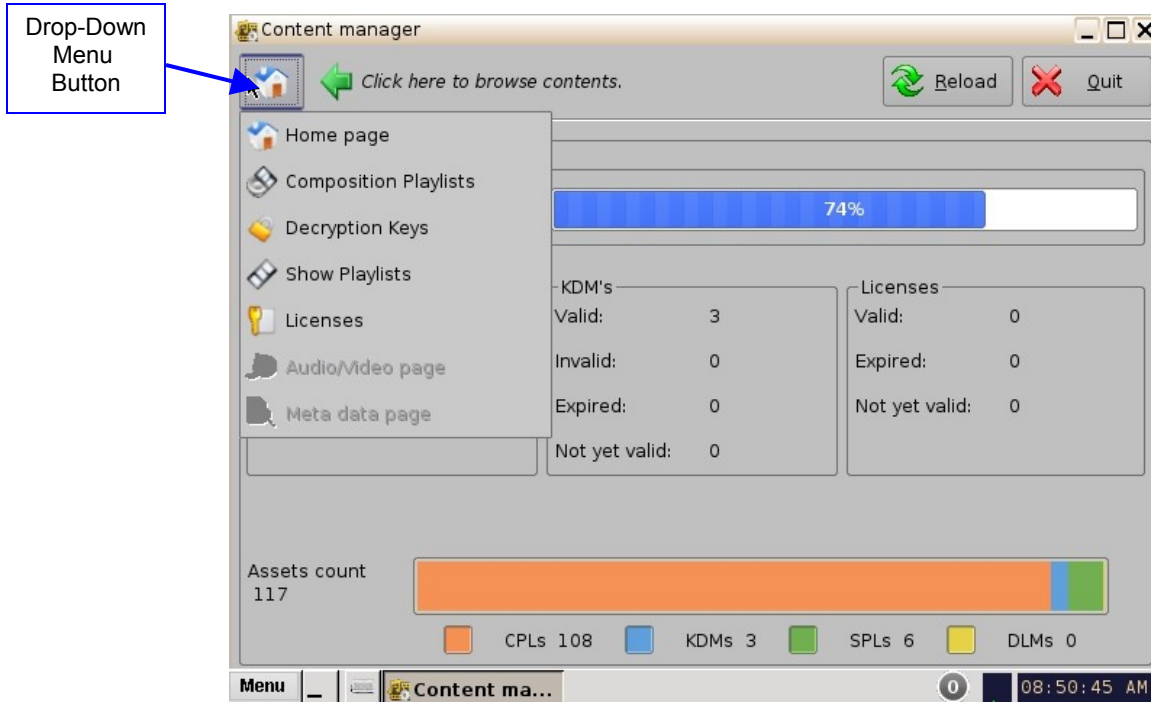 Drop-Down
Menu
Button
Content manager
Click here to browse contents.
Reload
Quit
Home page
Composition Playlists
Decryption Keys
Show Playlists
Licenses
Audio/Video page
Meta data page
74%
KDM's
Valid: 3
Invalid: 0
Expired: 0
Not yet valid: 0
Licenses
Valid: 0
Expired: 0
Not yet valid: 0
Assets count
117
CPLs 108 KDMs 3 SPLs 6 DLMs 0
Menu _ Content ma... 0 08:50:45 AM